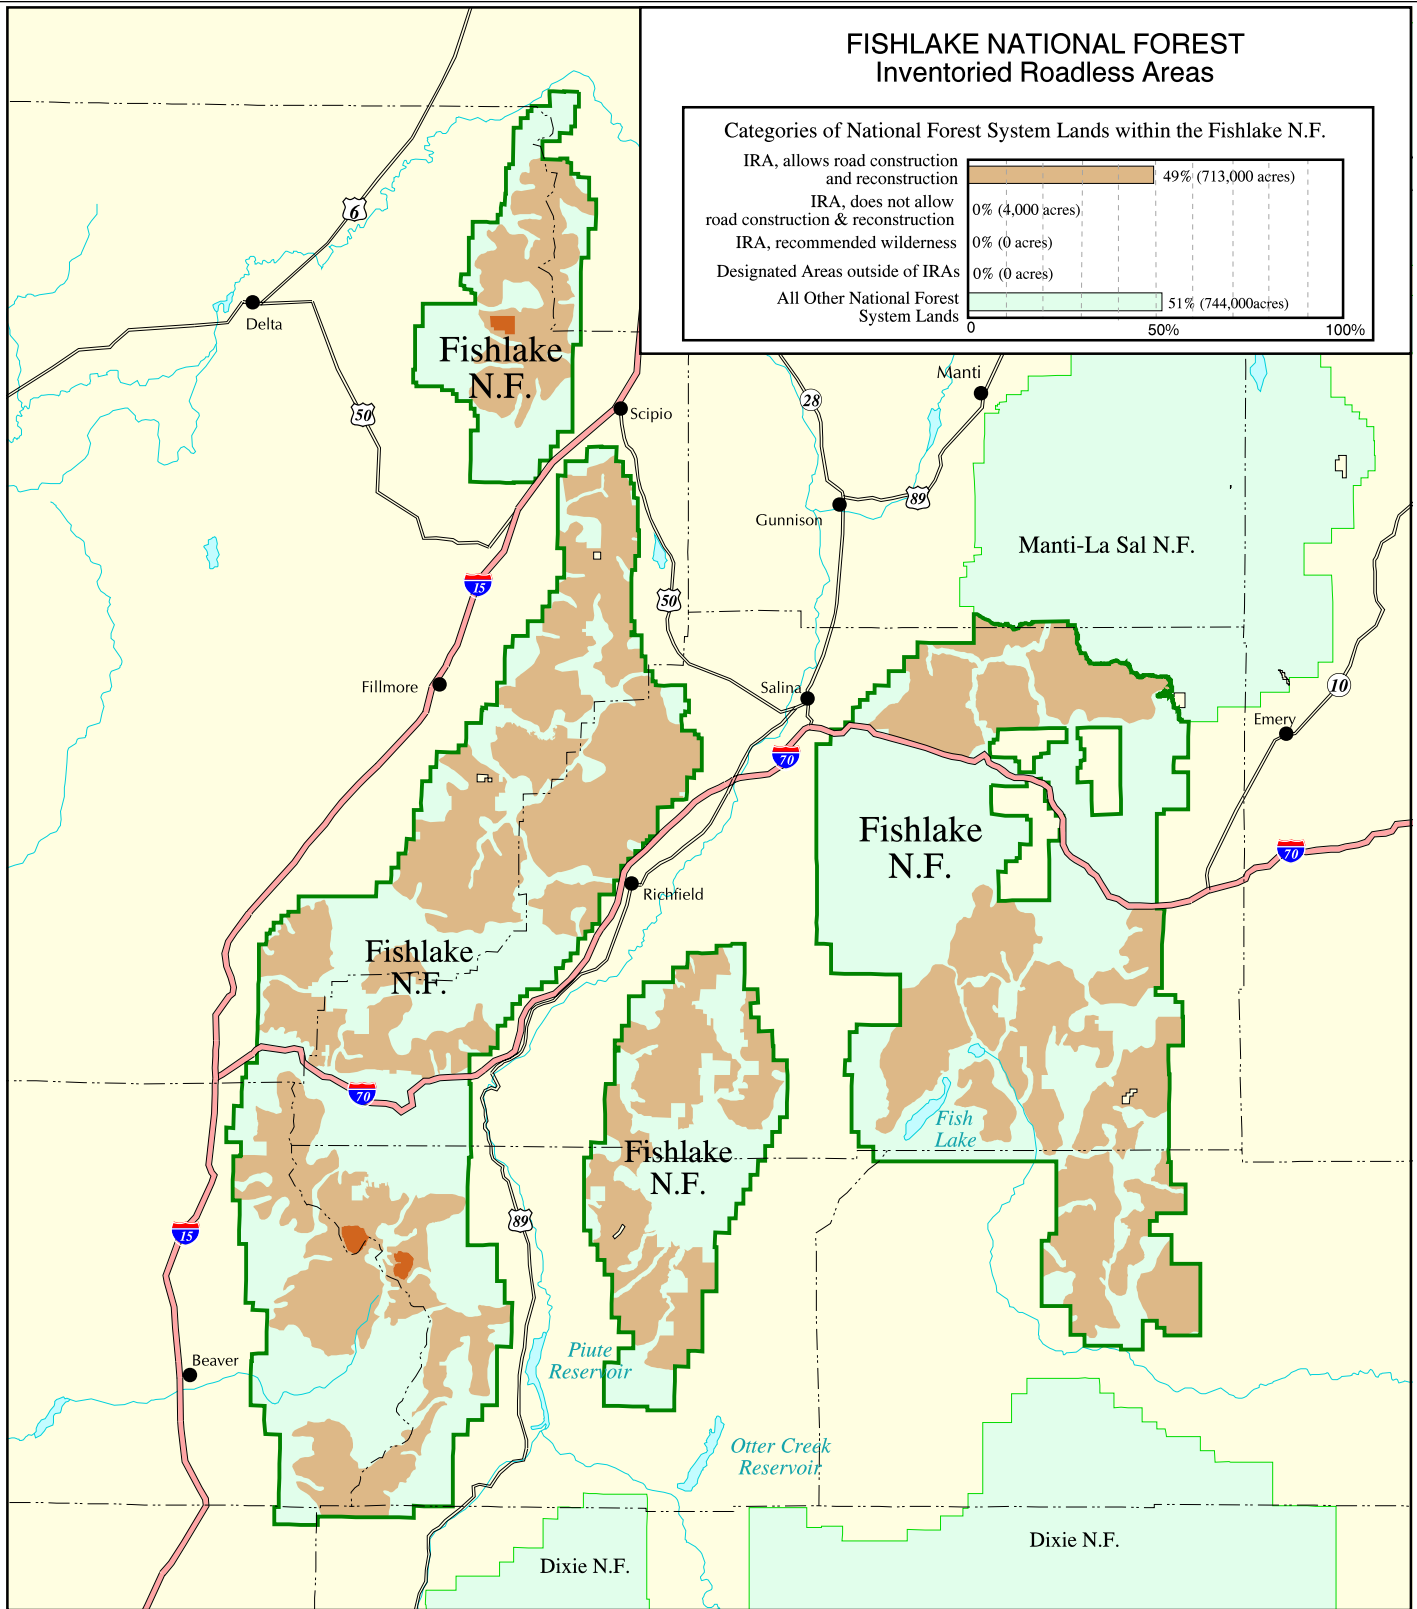 FISHLAKE NATIONAL FOREST
Inventoried Roadless Areas
Categories of National Forest System Lands within the Fishlake N.F.
IRA, allows road construction
and reconstruction
49% (713,000 acres)
IRA, does not allow
road construction & reconstruction
0% (4,000 acres)
IRA, recommended wilderness
0% (0 acres)
Designated Areas outside of IRAs
0% (0 acres)
All Other National Forest
System Lands
51% (744,000acres)
0 50% 100%
6
Delta
50
Fishlake
N.F.
Scipio
Manti
28
89
Gunnison
Manti-La Sal N.F.
15
50
Fillmore
Salina
10
Emery
70
Fishlake
N.F.
70
Richfield
Fishlake
N.F.
70
Fish
Lake
Fishlake
N.F.
89
15
Beaver
Piute
Reservoir
Otter Creek
Reservoir
Dixie N.F.
Dixie N.F.